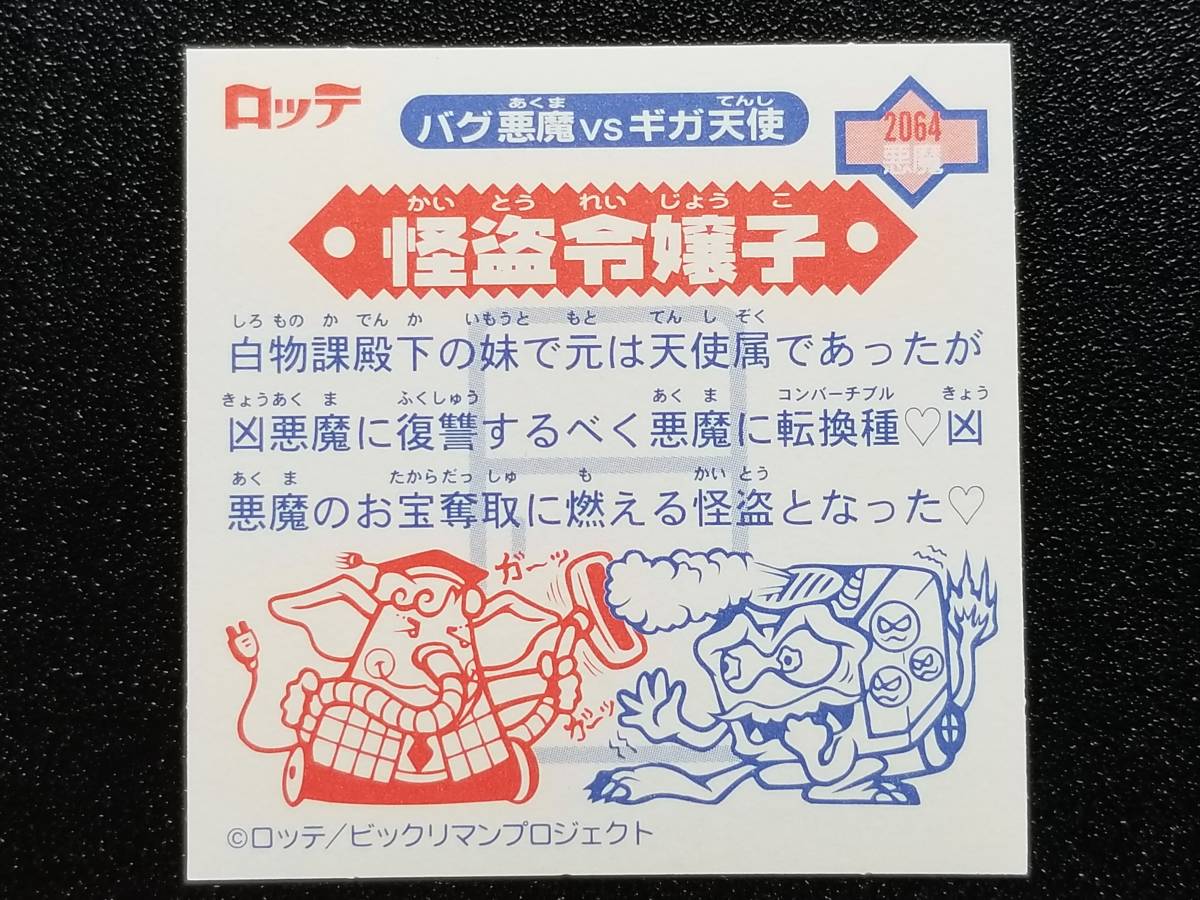 ロッテ
あくま てんし
バグ悪魔vsギガ天使
2064
悪魔
かい とう れい じょう こ
怪盗令嬢子
しろ もの か でん か いもうと もと てん し ぞく
白物課殿下の妹で元は天使属であったが
きょうあく ま ふくしゅう あく ま コンバーチブル きょう
凶悪魔に復讐するべく悪魔に転換種♡凶
あく ま たからだっ しゅ も かい とう
悪魔のお宝奪取に燃える怪盗となった♡
ガーッ
ガーッ
©ロッテ/ビックリマンプロジェクト